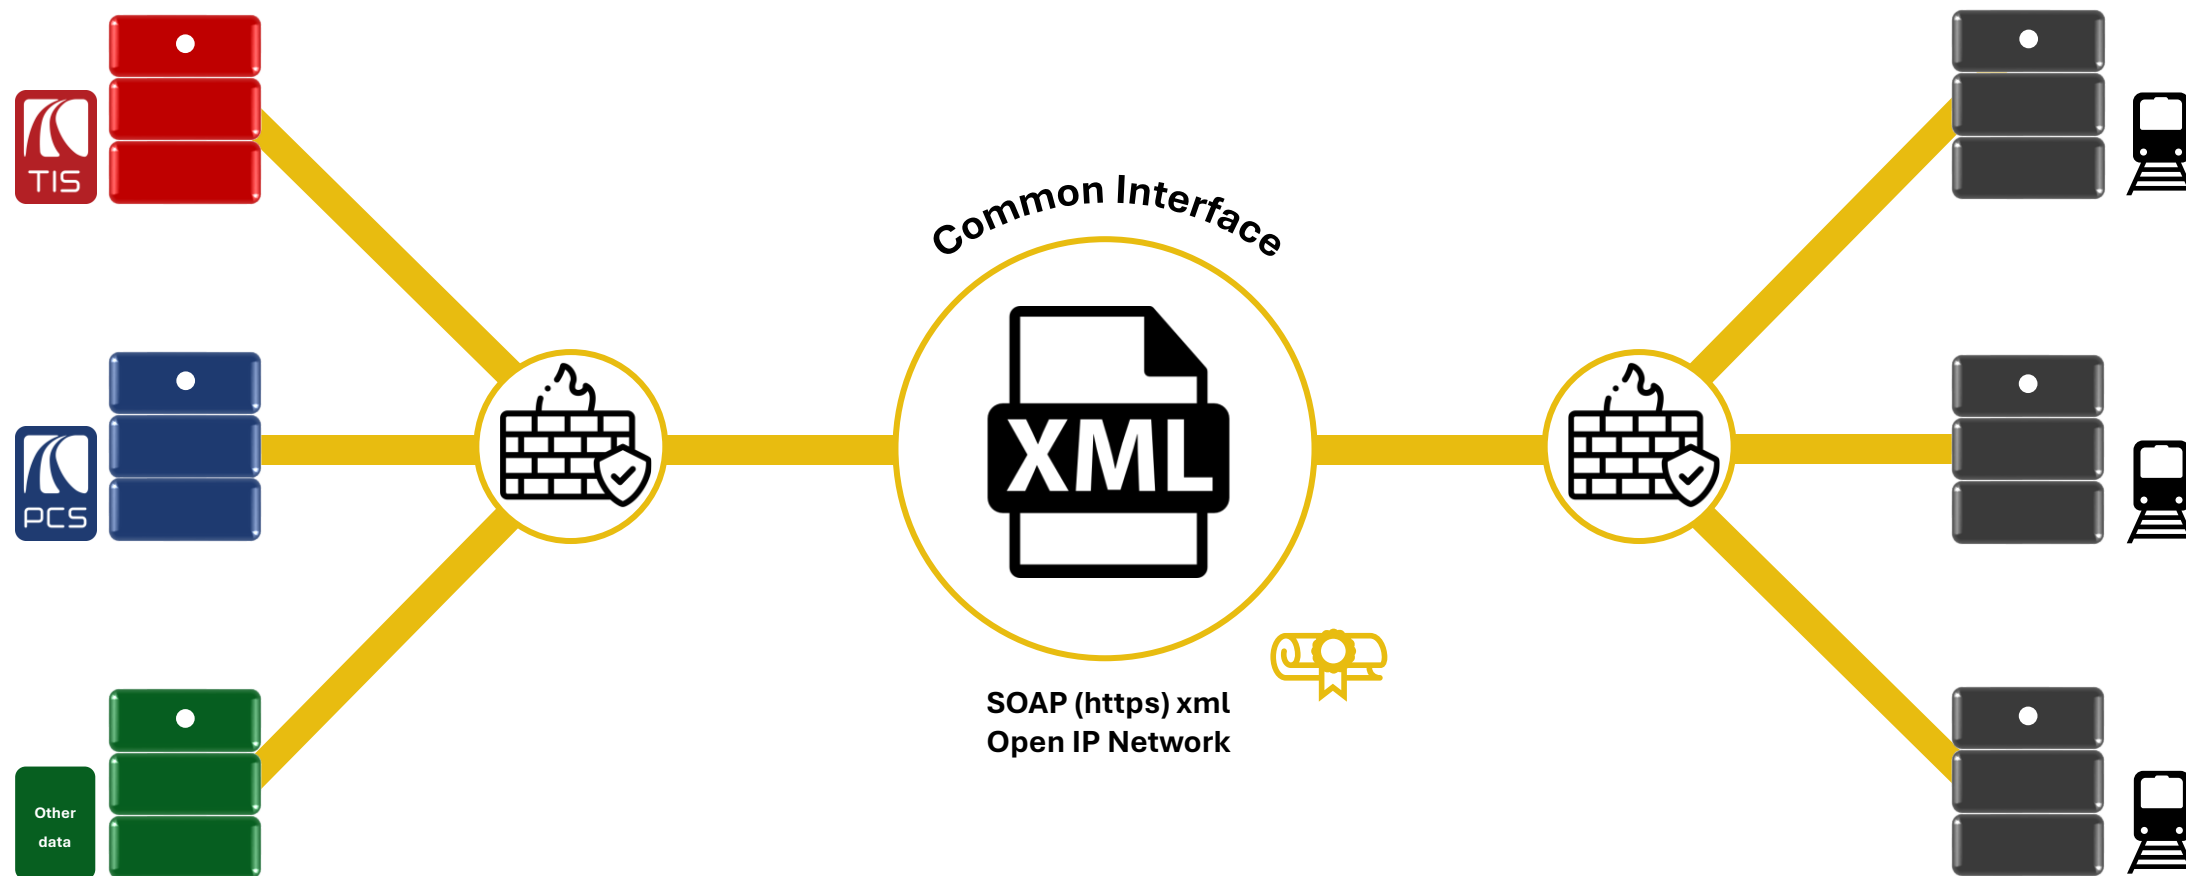 TIS
Common Interface
XML
PCS
SOAP (https) xml
Open IP Network
Other
data